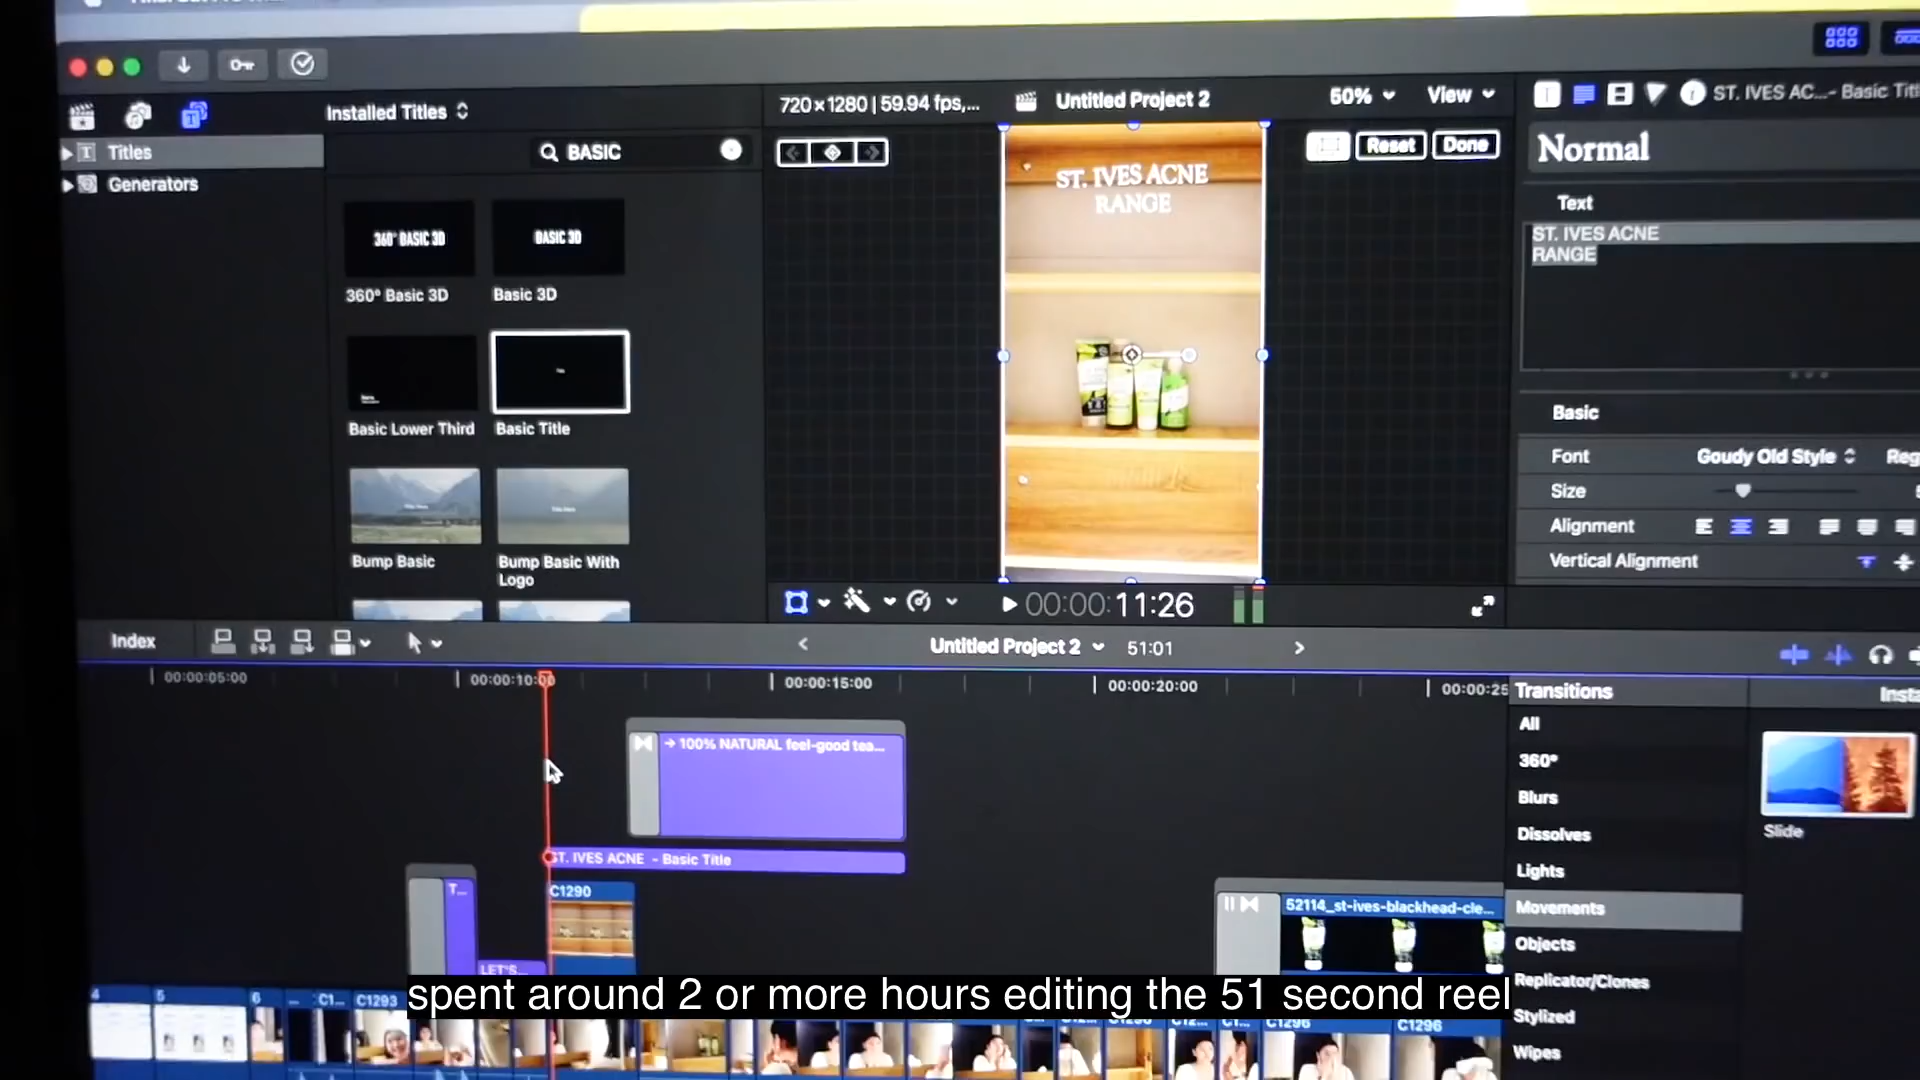 Installed Titles
720×1280 | 59.94 fps,...
Untitled Project 2
50%
View
ST. IVES AC...- Basic Titl
Titles
BASIC
Reset
Done
Normal
Generators
ST. IVES ACNE
RANGE
Text
ST. IVES ACNE
RANGE
360° BASIC 3D
BASIC 3D
360° Basic 3D
Basic 3D
Basic Lower Third
Basic Title
Basic
Font
Goudy Old Style
Reg
Size
Alignment
Vertical Alignment
Bump Basic
Bump Basic With
Logo
00:00:11:26
Index
Untitled Project 2
51:01
00:00:05:00
00:00:10:00
00:00:15:00
00:00:20:00
00:00:25
Transitions
Insta
All
360°
Blurs
Dissolves
Lights
Movements
Objects
Replicator/Clones
Stylized
Wipes
Slide
→ 100% NATURAL feel-good tea...
ST. IVES ACNE - Basic Title
T...
C1290
52114_st-ives-blackhead-cle...
LET'S...
spent around 2 or more hours editing the 51 second reel
4
5
6
...
C1...
C1293
C1...
C1296
C1296